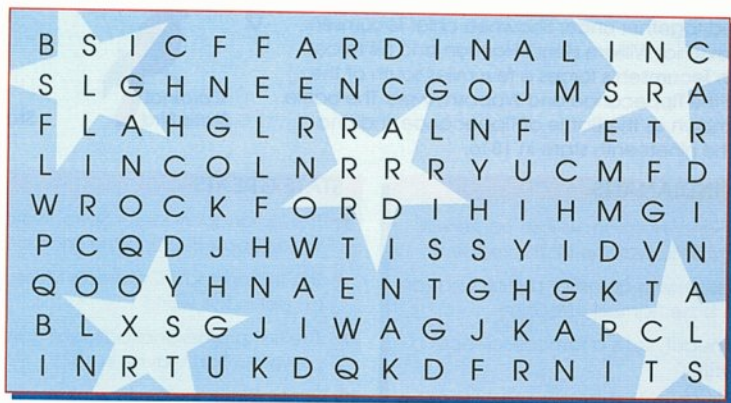 B S I C F F A R D I N A L I N C
S L G H N E E N C G O J M S R A
F L A H G L R R A L N F I E T R
L I N C O L N R R R Y U C M F D
W R O C K F O R D I H I H M G I
P C Q D J H W T I S S Y I D V N
Q O O Y H N A E N T G H G K T A
B L X S G J I W A G J K A P C L
I N R T U K D Q K D F R N I T S